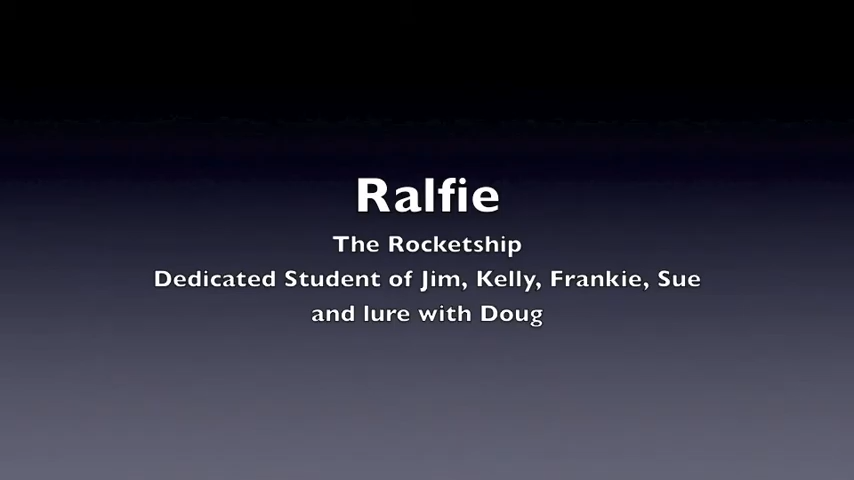 Ralfie
The Rocketship
Dedicated Student of Jim, Kelly, Frankie, Sue
and lure with Doug